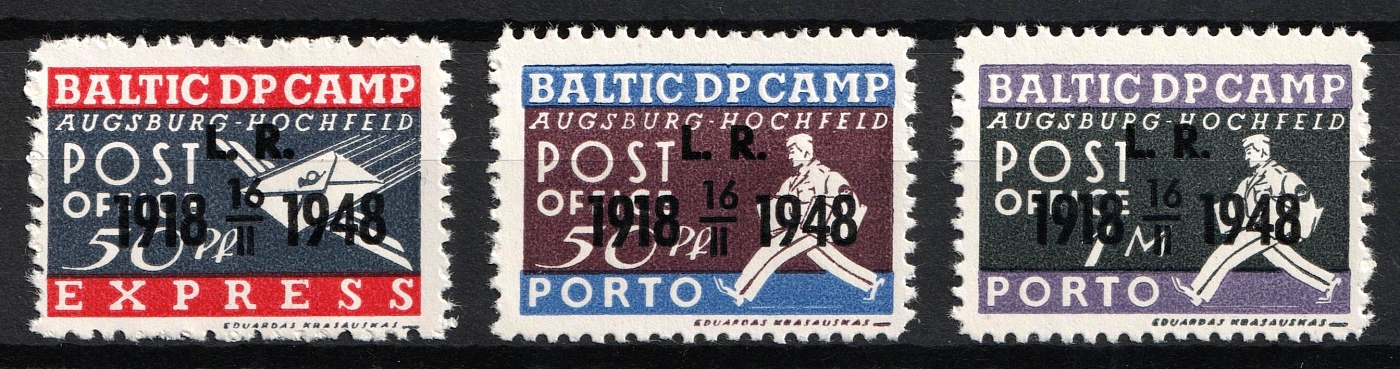 BALTIC DP CAMP
AUGSBURG-HOCHFELD
L. R.
POST
OFFICE
1918 16/II 1948
50 Pf
EXPRESS
EDUARDAS KRASAUSKAS
BALTIC DP CAMP
AUGSBURG-HOCHFELD
L. R.
POST
OFFICE
1918 16/II 1948
50 Pf
PORTO
EDUARDAS KRASAUSKAS
BALTIC DP CAMP
AUGSBURG-HOCHFELD
L. R.
POST
OFFICE
1918 16/II 1948
1 M
PORTO
EDUARDAS KRASAUSKAS